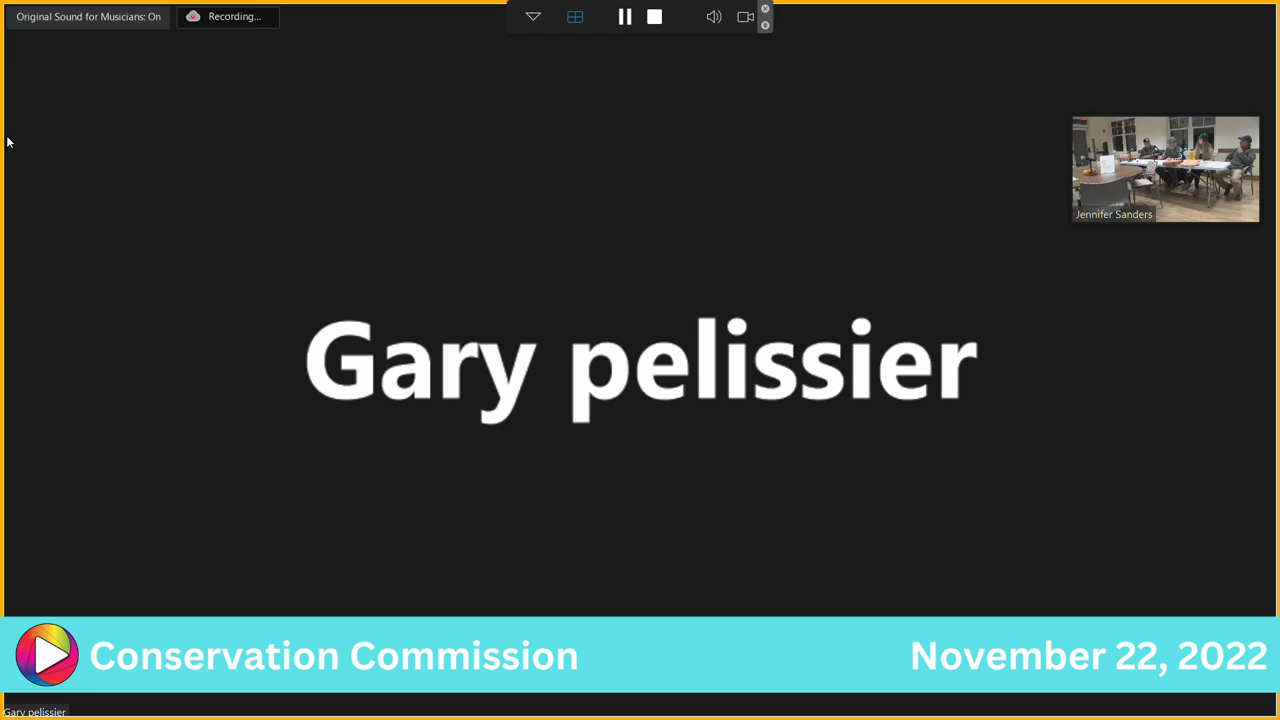 Original Sound for Musicians: On
Recording...
Jennifer Sanders
Gary pelissier
Conservation Commission
November 22, 2022
Gary pelissier